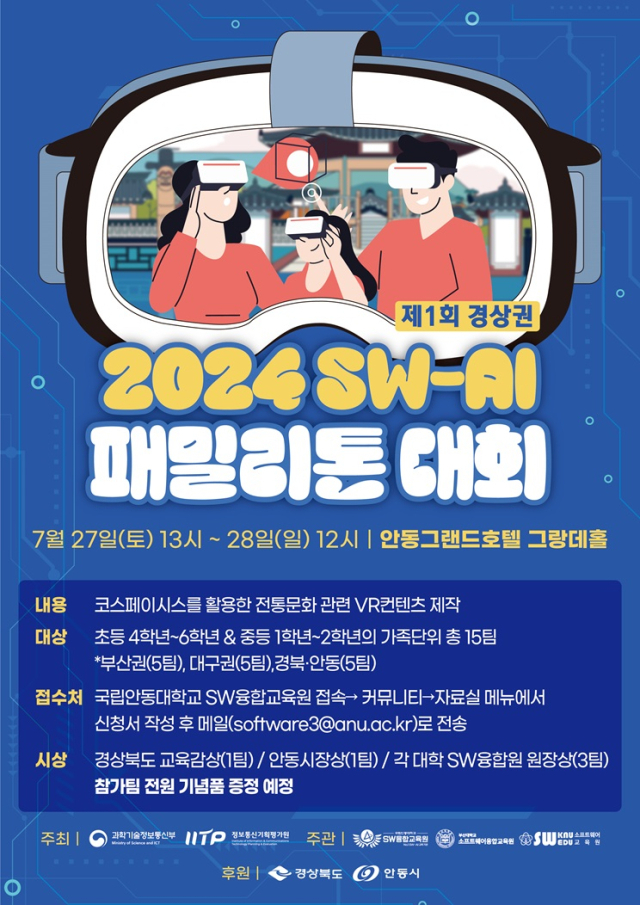 제1회 경상권
2024 SW-AI
패밀리톤 대회
7월 27일(토) 13시 ~ 28일(일) 12시 | 안동그랜드호텔 그랑데홀
내용 코스페이시스를 활용한 전통문화 관련 VR컨텐츠 제작
대상 초등 4학년~6학년 & 중등 1학년~2학년의 가족단위 총 15팀
*부산권(5팀), 대구권(5팀),경북·안동(5팀)
접수처 국립안동대학교 SW융합교육원 접속→ 커뮤니티→자료실 메뉴에서
신청서 작성 후 메일(software3@anu.ac.kr)로 전송
시상 경상북도 교육감상(1팀) / 안동시장상(1팀) / 각 대학 SW융합원 원장상(3팀)
참가팀 전원 기념품 증정 예정
주최 | 과학기술정보통신부 Ministry of Science and ICT IITP 정보통신기획평가원 주관 | SW융합교육원 부산대학교 소프트웨어융합교육원 SW KNU EDU 소프트웨어 교육원
후원 | 경상북도 안동시